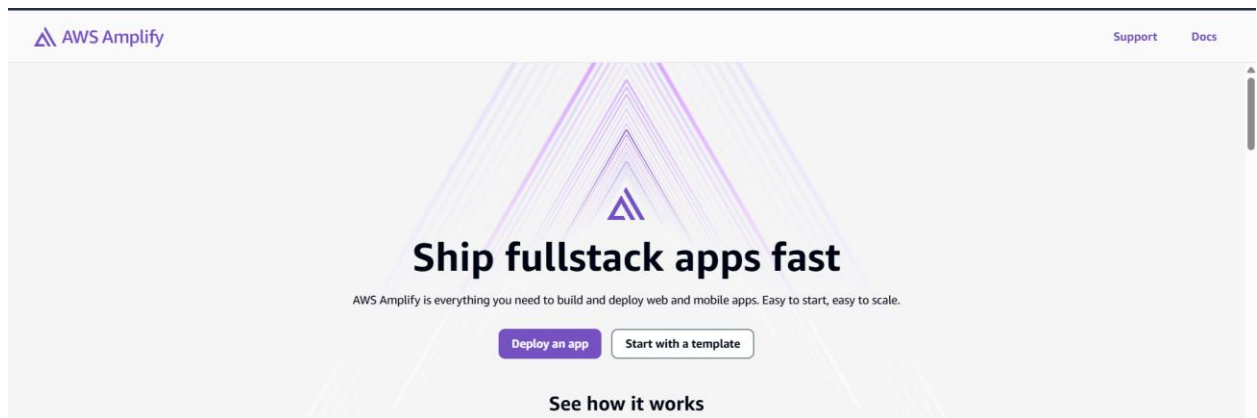 AWS Amplify
Support
Docs
Ship fullstack apps fast
AWS Amplify is everything you need to build and deploy web and mobile apps. Easy to start, easy to scale.
Deploy an app
Start with a template
See how it works